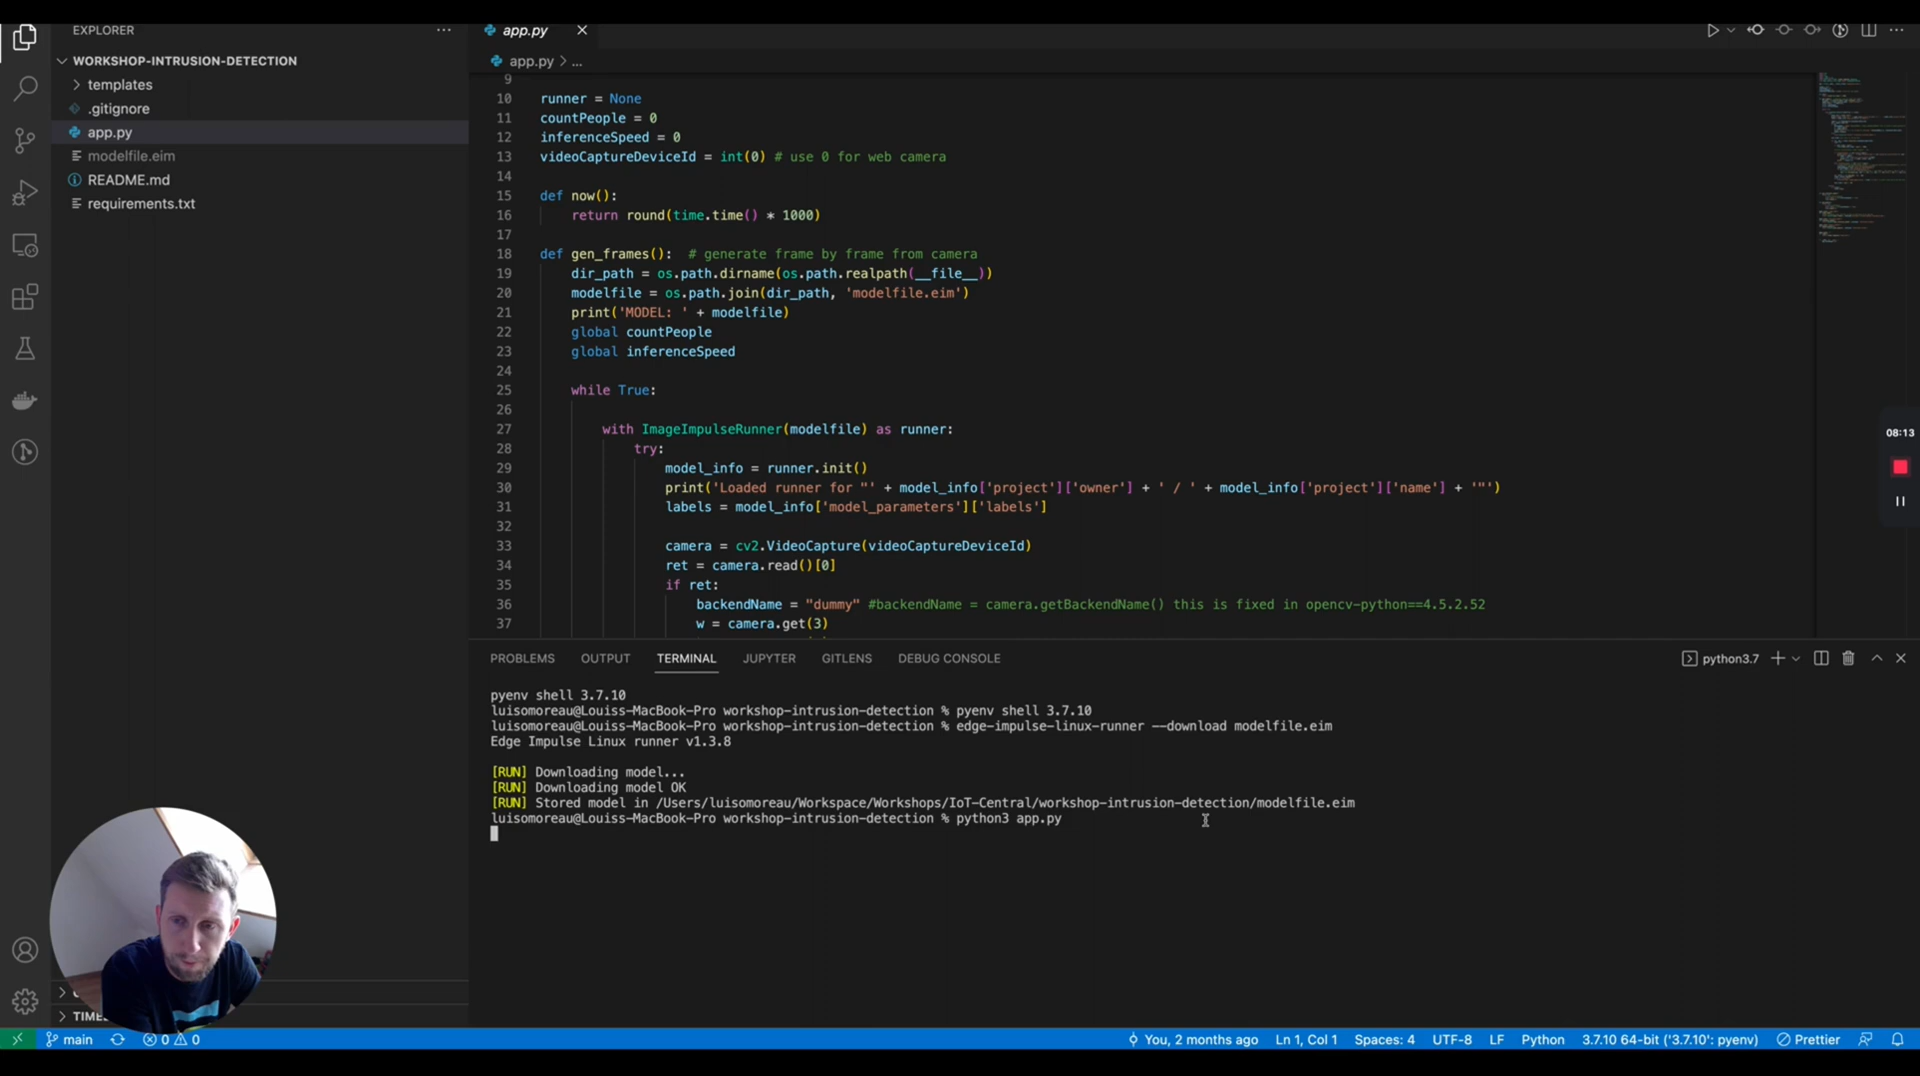 EXPLORER
WORKSHOP-INTRUSION-DETECTION
templates
.gitignore
app.py
modelfile.eim
README.md
requirements.txt
app.py
app.py > ...
9
10 runner = None
11 countPeople = 0
12 inferenceSpeed = 0
13 videoCaptureDeviceId = int(0) # use 0 for web camera
14
15 def now():
16 return round(time.time() * 1000)
17
18 def gen_frames(): # generate frame by frame from camera
19 dir_path = os.path.dirname(os.path.realpath(__file__))
20 modelfile = os.path.join(dir_path, 'modelfile.eim')
21 print('MODEL: ' + modelfile)
22 global countPeople
23 global inferenceSpeed
24
25 while True:
26
27 with ImageImpulseRunner(modelfile) as runner:
28 try:
29 model_info = runner.init()
30 print('Loaded runner for "' + model_info['project']['owner'] + ' / ' + model_info['project']['name'] + '"')
31 labels = model_info['model_parameters']['labels']
32
33 camera = cv2.VideoCapture(videoCaptureDeviceId)
34 ret = camera.read()[0]
35 if ret:
36 backendName = "dummy" #backendName = camera.getBackendName() this is fixed in opencv-python==4.5.2.52
37 w = camera.get(3)
08:13
PROBLEMS OUTPUT TERMINAL JUPYTER GITLENS DEBUG CONSOLE python3.7
pyenv shell 3.7.10
luisomoreau@Louiss-MacBook-Pro workshop-intrusion-detection % pyenv shell 3.7.10
luisomoreau@Louiss-MacBook-Pro workshop-intrusion-detection % edge-impulse-linux-runner --download modelfile.eim
Edge Impulse Linux runner v1.3.8
[RUN] Downloading model...
[RUN] Downloading model OK
[RUN] Stored model in /Users/luisomoreau/Workspace/Workshops/IoT-Central/workshop-intrusion-detection/modelfile.eim
luisomoreau@Louiss-MacBook-Pro workshop-intrusion-detection % python3 app.py
main 0 0 You, 2 months ago Ln 1, Col 1 Spaces: 4 UTF-8 LF Python 3.7.10 64-bit ('3.7.10': pyenv) Prettier